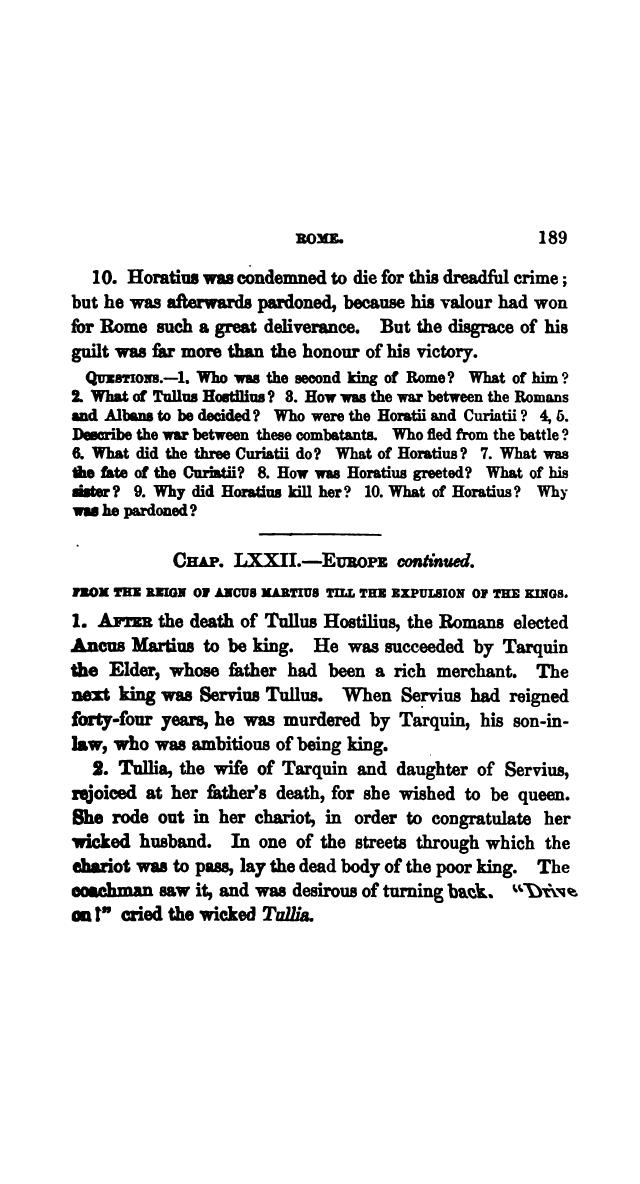 ROME. 189
10. Horatius was condemned to die for this dreadful crime;
but he was afterwards pardoned, because his valour had won
for Rome such a great deliverance. But the disgrace of his
guilt was far more than the honour of his victory.
QUESTIONS.—1. Who was the second king of Rome? What of him?
2. What of Tullus Hostilius? 3. How was the war between the Romans
and Albans to be decided? Who were the Horatii and Curiatii? 4, 5.
Describe the war between these combatants. Who fled from the battle?
6. What did the three Curiatii do? What of Horatius? 7. What was
the fate of the Curiatii? 8. How was Horatius greeted? What of his
sister? 9. Why did Horatius kill her? 10. What of Horatius? Why
was he pardoned?
CHAP. LXXII.—EUROPE continued.
FROM THE REIGN OF ANCUS MARTIUS TILL THE EXPULSION OF THE KINGS.
1. AFTER the death of Tullus Hostilius, the Romans elected
Ancus Martius to be king. He was succeeded by Tarquin
the Elder, whose father had been a rich merchant. The
next king was Servius Tullus. When Servius had reigned
forty-four years, he was murdered by Tarquin, his son-in-
law, who was ambitious of being king.
2. Tullia, the wife of Tarquin and daughter of Servius,
rejoiced at her father's death, for she wished to be queen.
She rode out in her chariot, in order to congratulate her
wicked husband. In one of the streets through which the
chariot was to pass, lay the dead body of the poor king. The
coachman saw it, and was desirous of turning back. "Drive
on!" cried the wicked Tullia.